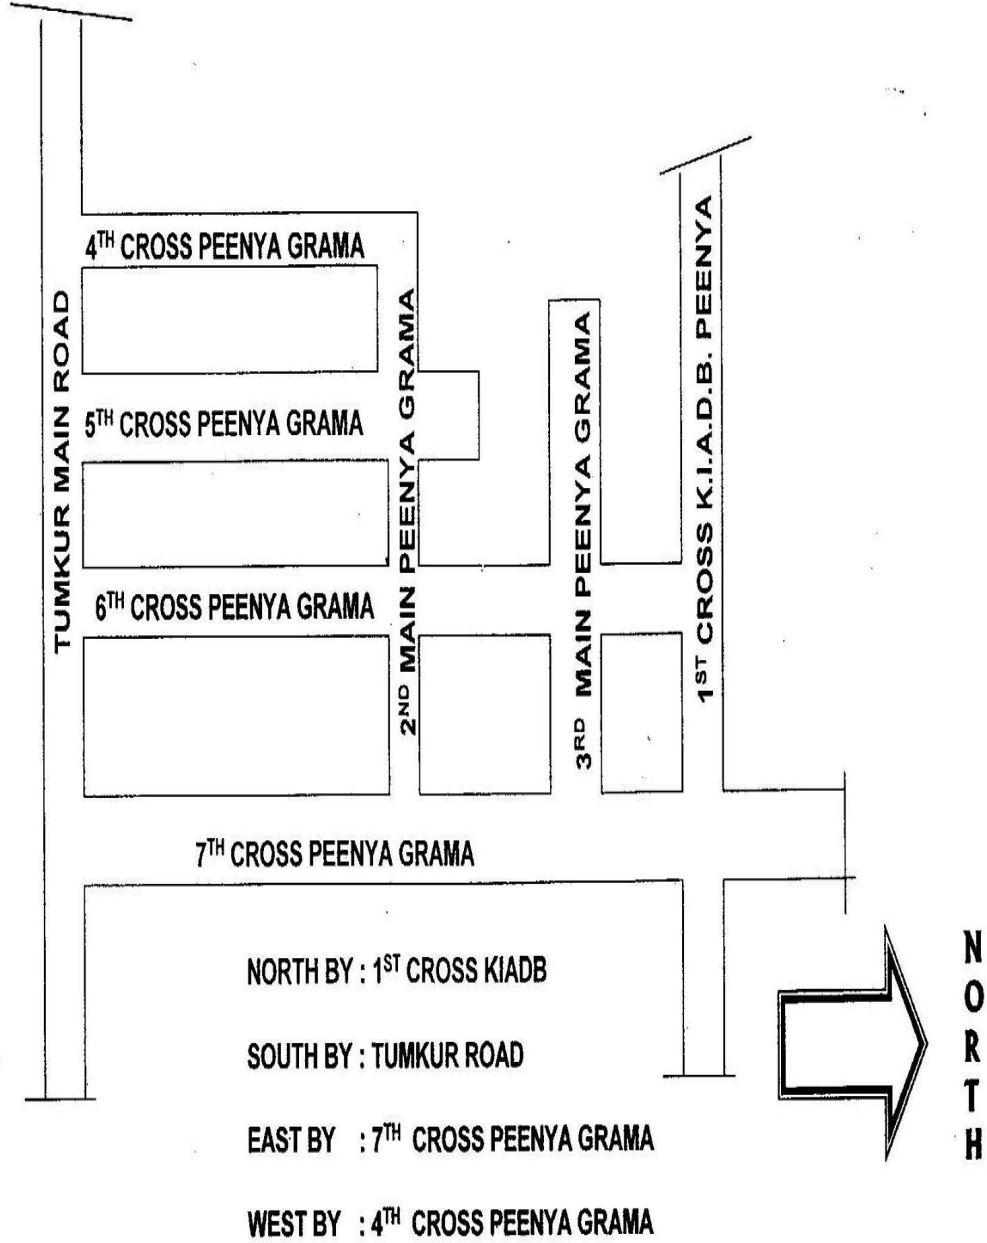 4TH CROSS PEENYA GRAMA
5TH CROSS PEENYA GRAMA
6TH CROSS PEENYA GRAMA
7TH CROSS PEENYA GRAMA
TUMKUR MAIN ROAD
2ND MAIN PEENYA GRAMA
3RD MAIN PEENYA GRAMA
1ST CROSS K.I.A.D.B. PEENYA
NORTH BY : 1ST CROSS KIADB
SOUTH BY : TUMKUR ROAD
EAST BY : 7TH CROSS PEENYA GRAMA
WEST BY : 4TH CROSS PEENYA GRAMA
NORTH